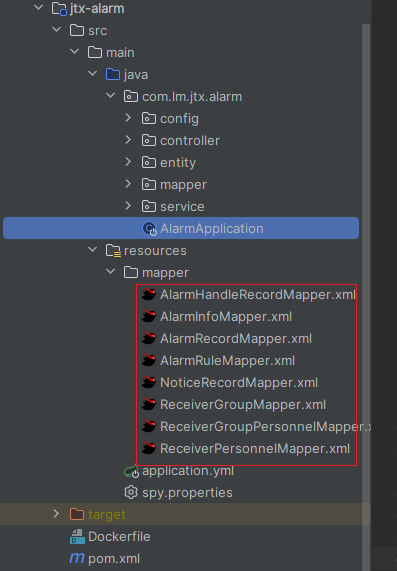 jtx-alarm
src
main
java
com.lm.jtx.alarm
config
controller
entity
mapper
service
AlarmApplication
resources
mapper
AlarmHandleRecordMapper.xml
AlarmInfoMapper.xml
AlarmRecordMapper.xml
AlarmRuleMapper.xml
NoticeRecordMapper.xml
ReceiverGroupMapper.xml
ReceiverGroupPersonnelMapper.x
ReceiverPersonnelMapper.xml
application.yml
spy.properties
target
Dockerfile
pom.xml